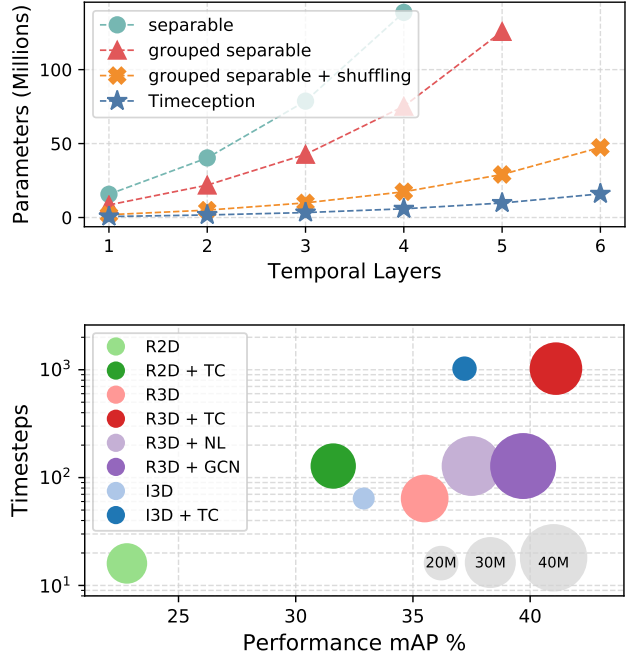 Parameters (Millions)
100
50
0
separable
grouped separable
grouped separable + shuffling
Timeception
1 2 3 4 5 6
Temporal Layers
Timesteps
10³
10²
10¹
R2D
R2D + TC
R3D
R3D + TC
R3D + NL
R3D + GCN
I3D
I3D + TC
20M 30M 40M
25 30 35 40
Performance mAP %